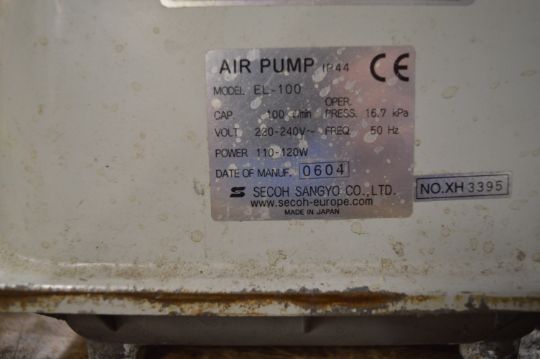 AIR PUMP IP44 CE
MODEL EL-100
CAP. 100 ℓ/min OPER. PRESS. 16.7 kPa
VOLT 220-240V~ FREQ. 50 Hz
POWER 110-120W
DATE OF MANUF. 0604
SECOH SANGYO CO.,LTD.
www.secoh-europe.com
MADE IN JAPAN
NO.XH 3395